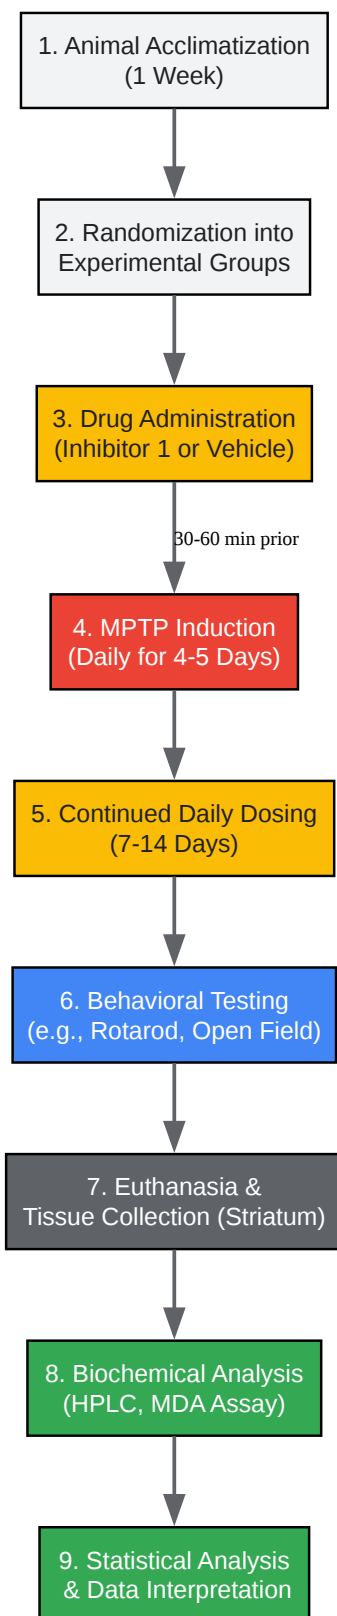 1. Animal Acclimatization
(1 Week)
2. Randomization into
Experimental Groups
3. Drug Administration
(Inhibitor 1 or Vehicle)
30-60 min prior
4. MPTP Induction
(Daily for 4-5 Days)
5. Continued Daily Dosing
(7-14 Days)
6. Behavioral Testing
(e.g., Rotarod, Open Field)
7. Euthanasia &
Tissue Collection (Striatum)
8. Biochemical Analysis
(HPLC, MDA Assay)
9. Statistical Analysis
& Data Interpretation